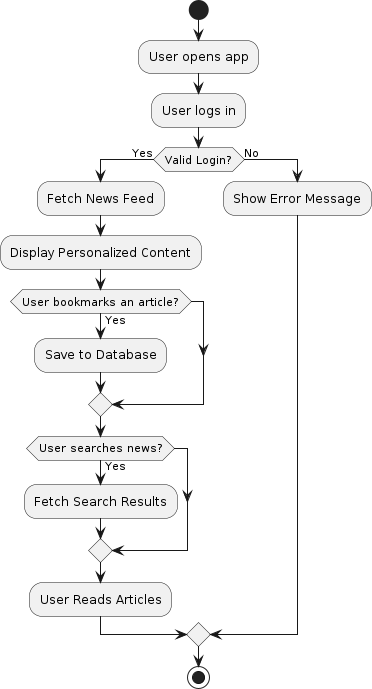 User opens app
User logs in
Yes
Valid Login?
No
Fetch News Feed
Show Error Message
Display Personalized Content
User bookmarks an article?
Yes
Save to Database
User searches news?
Yes
Fetch Search Results
User Reads Articles